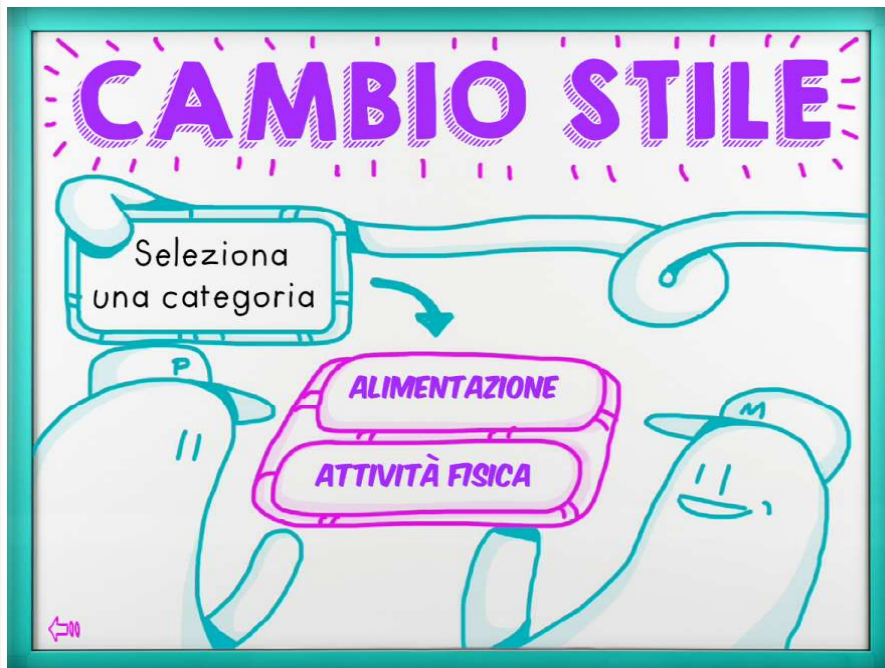 CAMBIO STILE
Seleziona
una categoria
P
M
ALIMENTAZIONE
ATTIVITÀ FISICA